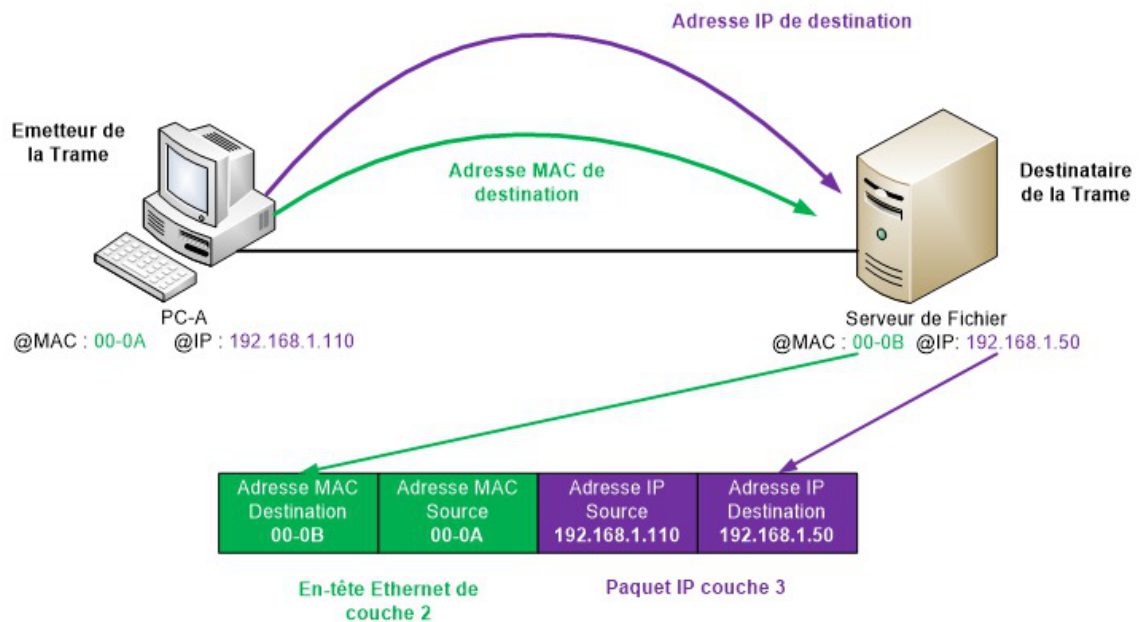 Adresse IP de destination
Emetteur de
la Trame
Adresse MAC de
destination
Destinataire
de la Trame
PC-A
@MAC : 00-0A @IP : 192.168.1.110
Serveur de Fichier
@MAC : 00-0B @IP: 192.168.1.50
Adresse MAC
Destination
00-0B
Adresse MAC
Source
00-0A
Adresse IP
Source
192.168.1.110
Adresse IP
Destination
192.168.1.50
En-tête Ethernet de
couche 2
Paquet IP couche 3